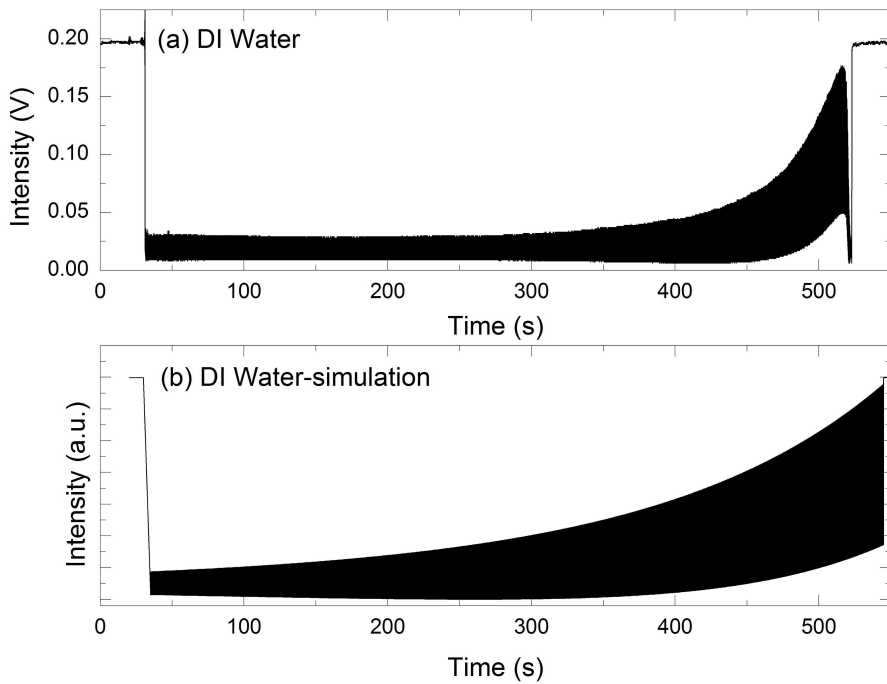 (a) DI Water
Intensity (V)
0.20
0.15
0.10
0.05
0.00
0 100 200 300 400 500
Time (s)
(b) DI Water-simulation
Intensity (a.u.)
0 100 200 300 400 500
Time (s)